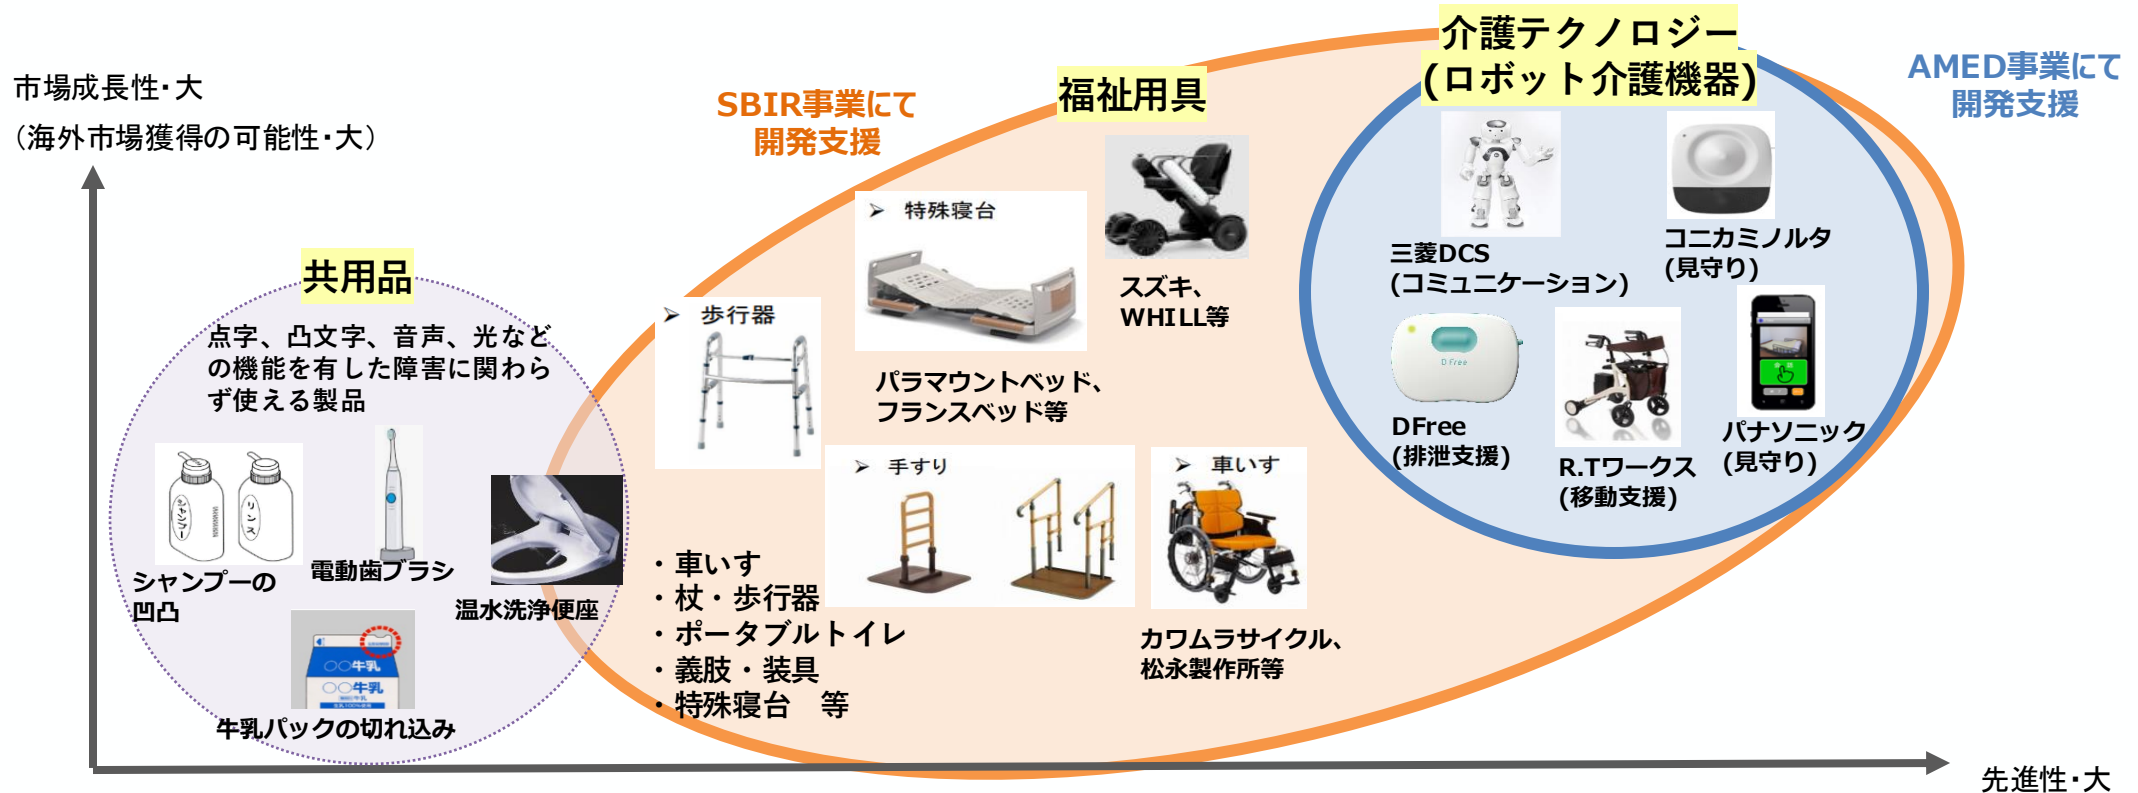 市場成長性・大
（海外市場獲得の可能性・大）
共用品
点字、凸文字、音声、光など
の機能を有した障害に関わら
ず使える製品
シャンプー
リンス
シャンプーの
凹凸
電動歯ブラシ
温水洗浄便座
○○牛乳
○○牛乳
牛乳パックの切れ込み
SBIR事業にて
開発支援
福祉用具
➢ 歩行器
➢ 特殊寝台
パラマウントベッド、
フランスベッド等
スズキ、
WHILL等
➢ 手すり
➢ 車いす
カワムラサイクル、
松永製作所等
・車いす
・杖・歩行器
・ポータブルトイレ
・義肢・装具
・特殊寝台　等
介護テクノロジー
(ロボット介護機器)
AMED事業にて
開発支援
三菱DCS
(コミュニケーション)
コニカミノルタ
(見守り)
D Free
DFree
(排泄支援)
R.Tワークス
(移動支援)
パナソニック
(見守り)
先進性・大